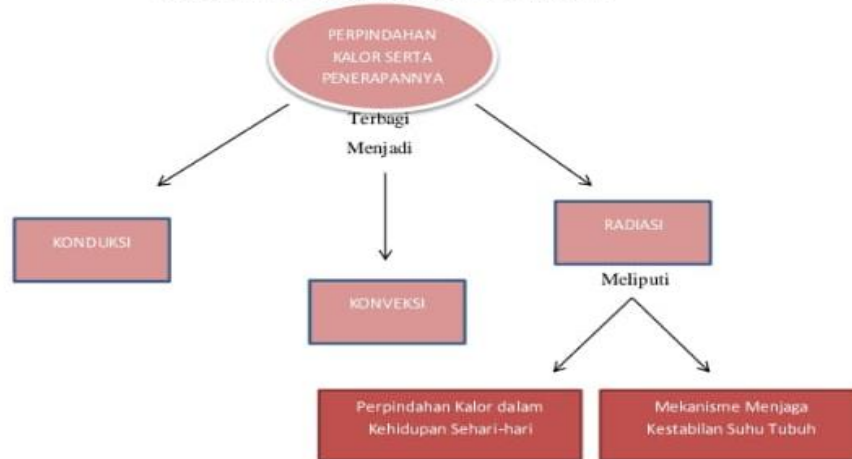 PERPINDAHAN
KALOR SERTA
PENERAPANNYA
Terbagi
Menjadi
KONDUKSI
KONVEKSI
RADIASI
Meliputi
Perpindahan Kalor dalam
Kehidupan Sehari-hari
Mekanisme Menjaga
Kestabilan Suhu Tubuh